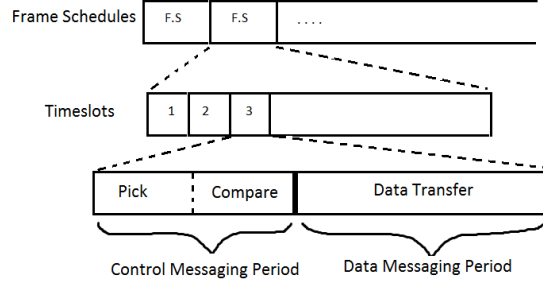 Frame Schedules F.S F.S ....
Timeslots 1 2 3
Pick Compare Data Transfer
Control Messaging Period Data Messaging Period